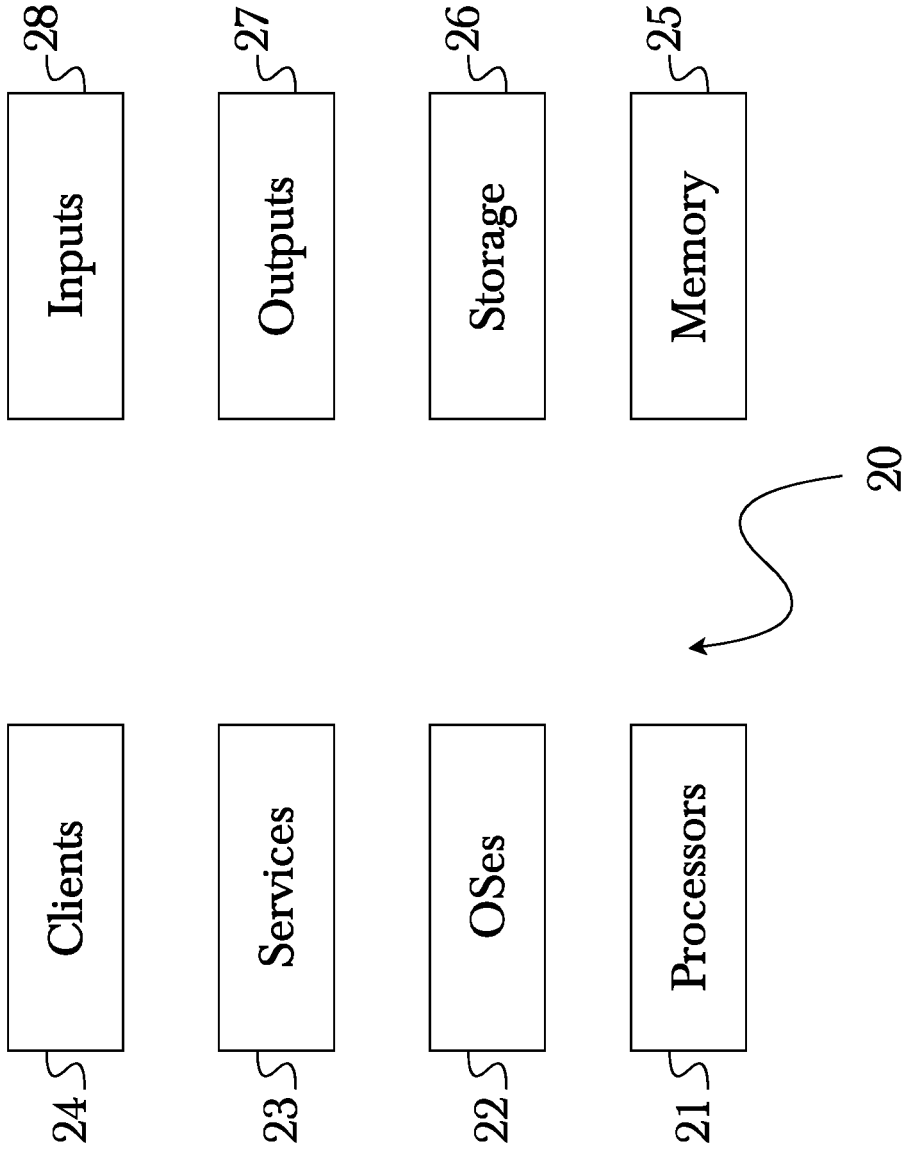 24
Clients
Inputs
28
23
Services
Outputs
27
22
OSes
Storage
26
21
Processors
Memory
25
20